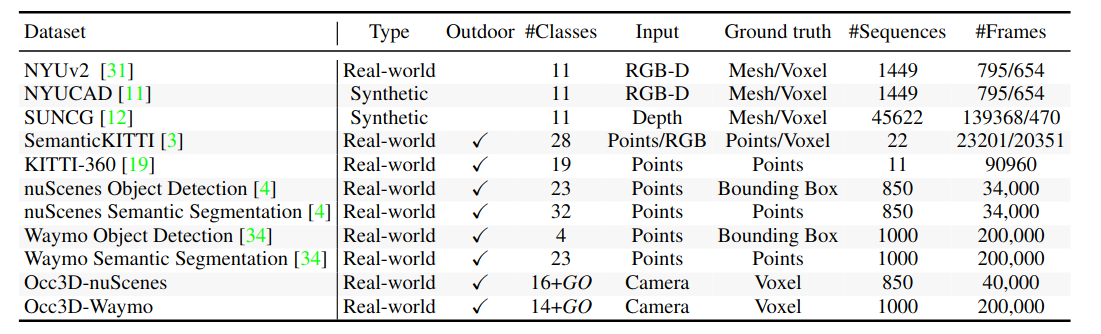 Dataset Type Outdoor #Classes Input Ground truth #Sequences #Frames
NYUv2 [31] Real-world 11 RGB-D Mesh/Voxel 1449 795/654
NYUCAD [11] Synthetic 11 RGB-D Mesh/Voxel 1449 795/654
SUNCG [12] Synthetic 11 Depth Mesh/Voxel 45622 139368/470
SemanticKITTI [3] Real-world ✓ 28 Points/RGB Points/Voxel 22 23201/20351
KITTI-360 [19] Real-world ✓ 19 Points Points 11 90960
nuScenes Object Detection [4] Real-world ✓ 23 Points Bounding Box 850 34,000
nuScenes Semantic Segmentation [4] Real-world ✓ 32 Points Points 850 34,000
Waymo Object Detection [34] Real-world ✓ 4 Points Bounding Box 1000 200,000
Waymo Semantic Segmentation [34] Real-world ✓ 23 Points Points 1000 200,000
Occ3D-nuScenes Real-world ✓ 16+GO Camera Voxel 850 40,000
Occ3D-Waymo Real-world ✓ 14+GO Camera Voxel 1000 200,000